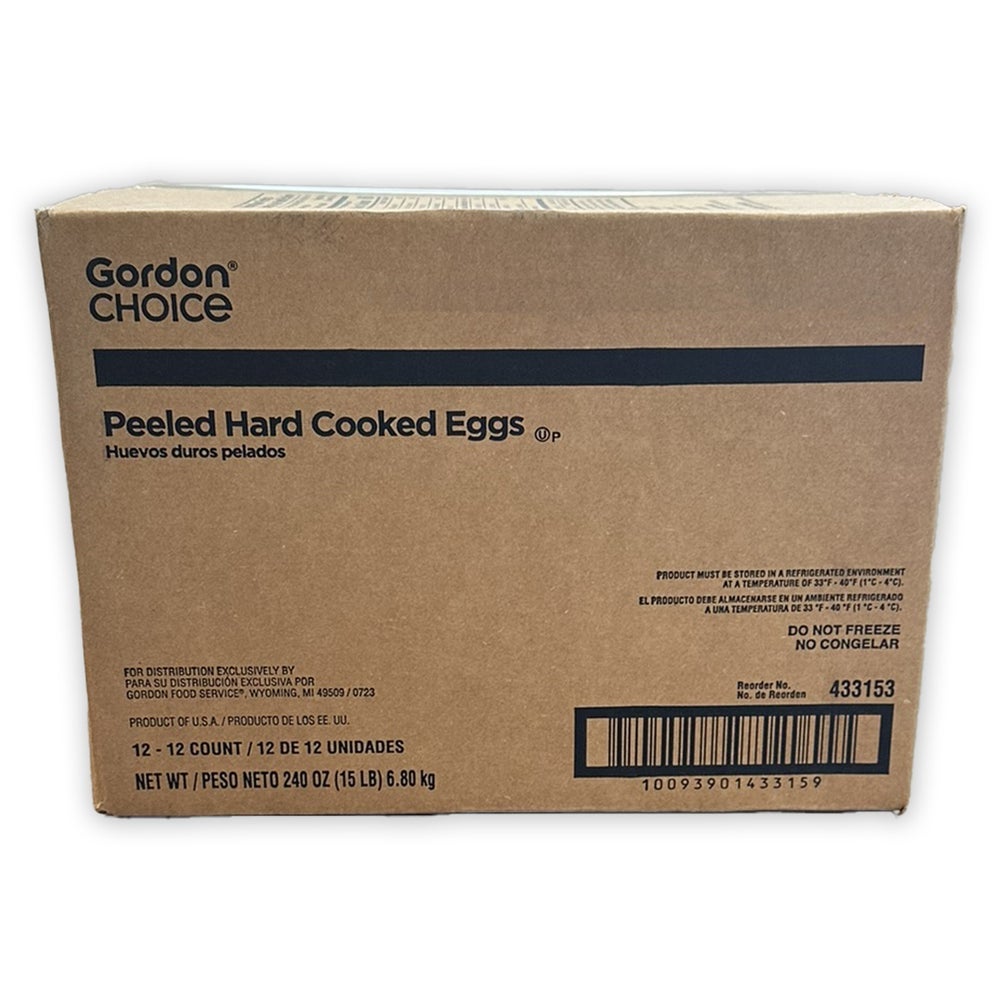 Gordon®
CHOICe
Peeled Hard Cooked Eggs ⓊP
Huevos duros pelados
PRODUCT MUST BE STORED IN A REFRIGERATED ENVIRONMENT
AT A TEMPERATURE OF 33°F - 40°F (1°C - 4°C).
EL PRODUCTO DEBE ALMACENARSE EN UN AMBIENTE REFRIGERADO
A UNA TEMPERATURA DE 33 °F - 40 °F (1 °C - 4 °C).
DO NOT FREEZE
NO CONGELAR
FOR DISTRIBUTION EXCLUSIVELY BY
PARA SU DISTRIBUCIÓN EXCLUSIVA POR
GORDON FOOD SERVICE®, WYOMING, MI 49509 / 0723
PRODUCT OF U.S.A. / PRODUCTO DE LOS EE. UU.
12 - 12 COUNT / 12 DE 12 UNIDADES
NET WT / PESO NETO 240 OZ (15 LB) 6.80 kg
Reorder No.
No. de Reorden 433153
10093901433159